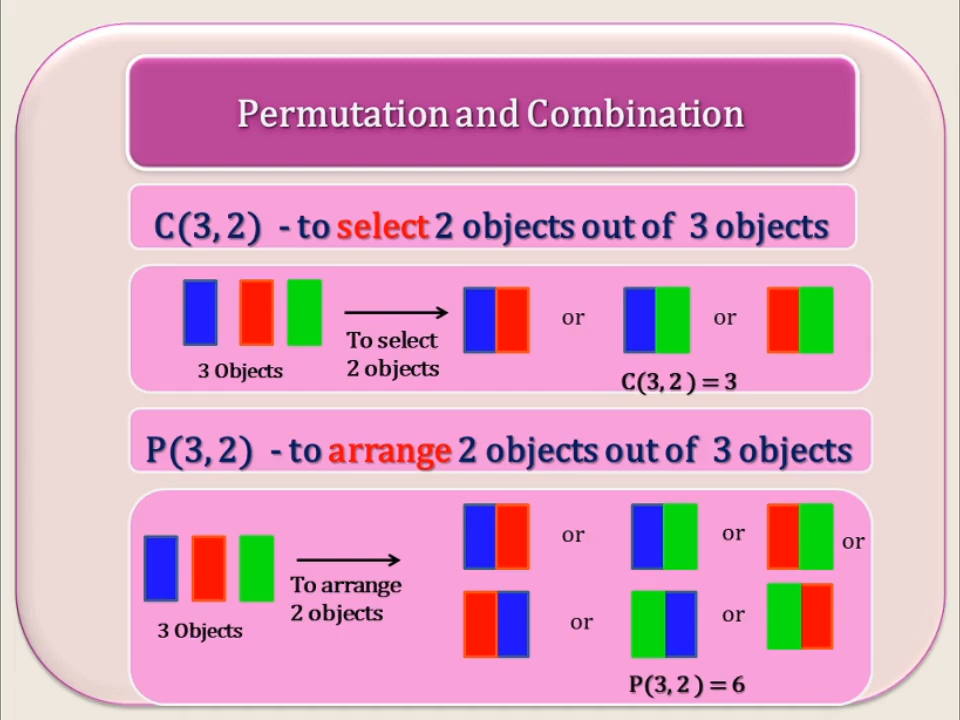 Permutation and Combination
C(3, 2) - to select 2 objects out of 3 objects
or
or
To select
2 objects
3 Objects
C(3, 2 ) = 3
P(3, 2) - to arrange 2 objects out of 3 objects
or
or
or
To arrange
2 objects
3 Objects
or
or
P(3, 2 ) = 6